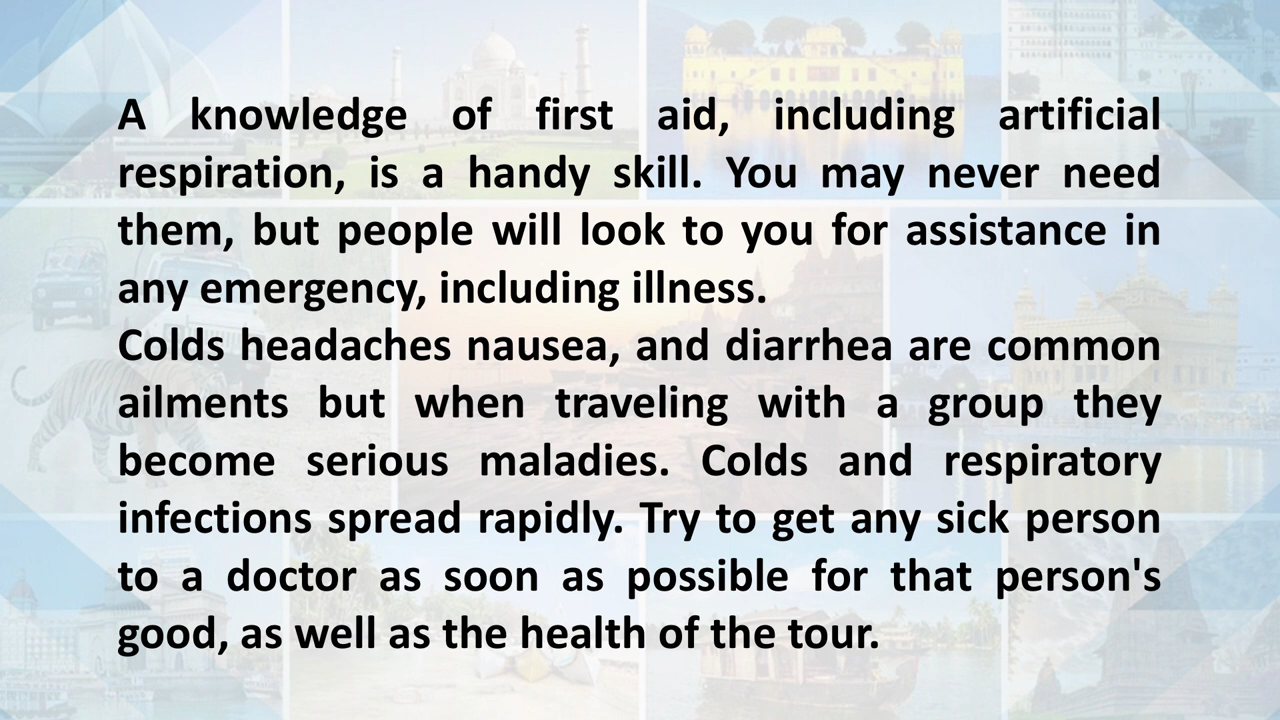 A knowledge of first aid, including artificial
respiration, is a handy skill. You may never need
them, but people will look to you for assistance in
any emergency, including illness.
Colds headaches nausea, and diarrhea are common
ailments but when traveling with a group they
become serious maladies. Colds and respiratory
infections spread rapidly. Try to get any sick person
to a doctor as soon as possible for that person's
good, as well as the health of the tour.